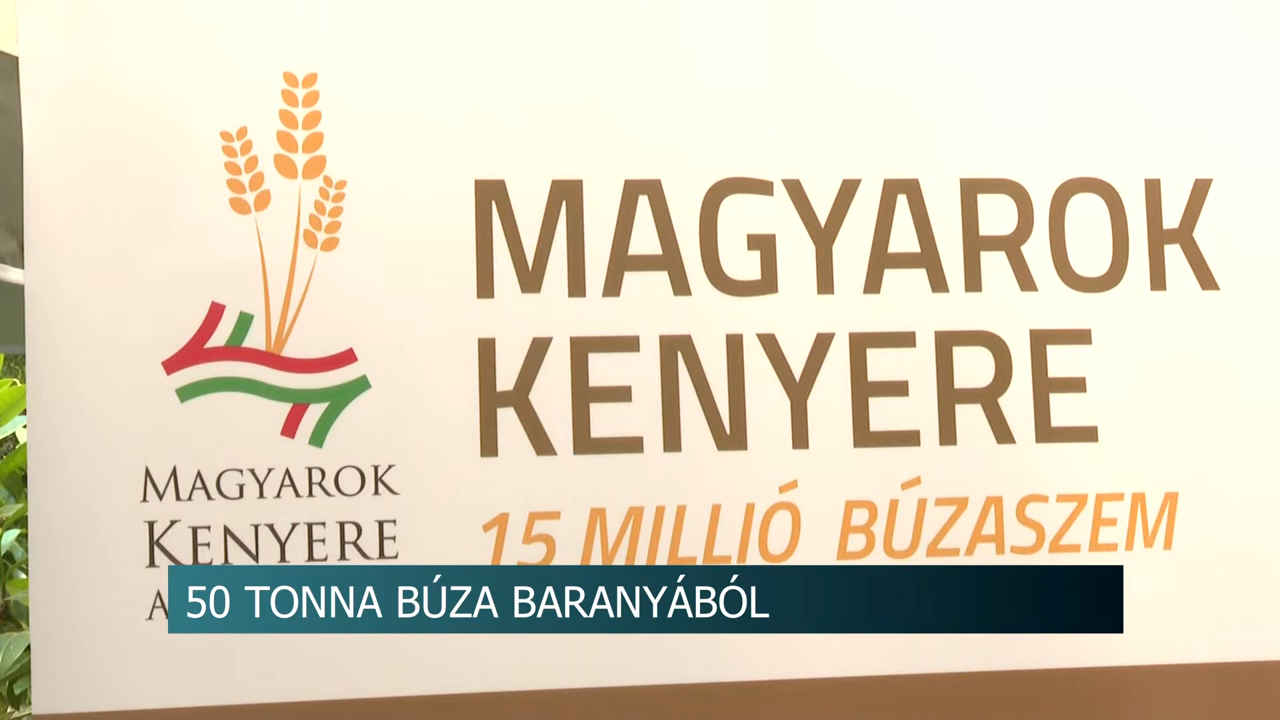 MAGYAROK
KENYERE
15 MILLIÓ BÚZASZEM
MAGYAROK
KENYERE
50 TONNA BÚZA BARANYÁBÓL